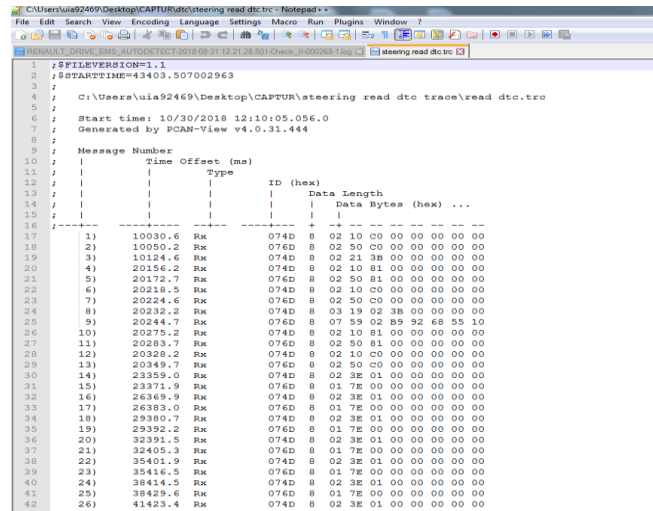 C:\Users\uia92469\Desktop\CAPTUR\dtc\steering read dtc.trc - Notepad++
File Edit Search View Encoding Language Settings Macro Run Plugins Window ?
RENAULT_DRIVE_EMS_AUTODETECT-2018-08-31 12.21.28.501-Check_II-000268-1.log steering read dtc.trc
1 ;$FILEVERSION=1.1
2 ;$STARTTIME=43403.507002963
3 ;
4 ; C:\Users\uia92469\Desktop\CAPTUR\steering read dtc trace\read dtc.trc
5 ;
6 ; Start time: 10/30/2018 12:10:05.056.0
7 ; Generated by PCAN-View v4.0.31.444
8 ;
9 ; Message Number
10 ; | Time Offset (ms)
11 ; | | Type
12 ; | | | ID (hex)
13 ; | | | | Data Length
14 ; | | | | | Data Bytes (hex) ...
15 ; | | | | | |
16 ;---+-- ----+---- --+-- ----+--- + -+ -- -- -- -- -- -- --
17 1) 10030.6 Rx 074D 8 02 10 C0 00 00 00 00 00
18 2) 10050.2 Rx 076D 8 02 50 C0 00 00 00 00 00
19 3) 10124.6 Rx 074D 8 02 21 3B 00 00 00 00 00
20 4) 20156.2 Rx 074D 8 02 10 81 00 00 00 00 00
21 5) 20172.7 Rx 076D 8 02 50 81 00 00 00 00 00
22 6) 20218.5 Rx 074D 8 02 10 C0 00 00 00 00 00
23 7) 20224.6 Rx 076D 8 02 50 C0 00 00 00 00 00
24 8) 20232.2 Rx 074D 8 03 19 02 3B 00 00 00 00
25 9) 20244.7 Rx 076D 8 07 59 02 B9 92 68 55 10
26 10) 20275.2 Rx 074D 8 02 10 81 00 00 00 00 00
27 11) 20283.7 Rx 076D 8 02 50 81 00 00 00 00 00
28 12) 20328.2 Rx 074D 8 02 10 C0 00 00 00 00 00
29 13) 20349.7 Rx 076D 8 02 50 C0 00 00 00 00 00
30 14) 23359.0 Rx 074D 8 02 3E 01 00 00 00 00 00
31 15) 23371.9 Rx 076D 8 01 7E 00 00 00 00 00 00
32 16) 26369.9 Rx 074D 8 02 3E 01 00 00 00 00 00
33 17) 26383.0 Rx 076D 8 01 7E 00 00 00 00 00 00
34 18) 29380.7 Rx 074D 8 02 3E 01 00 00 00 00 00
35 19) 29392.2 Rx 076D 8 01 7E 00 00 00 00 00 00
36 20) 32391.5 Rx 074D 8 02 3E 01 00 00 00 00 00
37 21) 32405.3 Rx 076D 8 01 7E 00 00 00 00 00 00
38 22) 35401.9 Rx 074D 8 02 3E 01 00 00 00 00 00
39 23) 35416.5 Rx 076D 8 01 7E 00 00 00 00 00 00
40 24) 38414.5 Rx 074D 8 02 3E 01 00 00 00 00 00
41 25) 38429.6 Rx 076D 8 01 7E 00 00 00 00 00 00
42 26) 41423.4 Rx 074D 8 02 3E 01 00 00 00 00 00